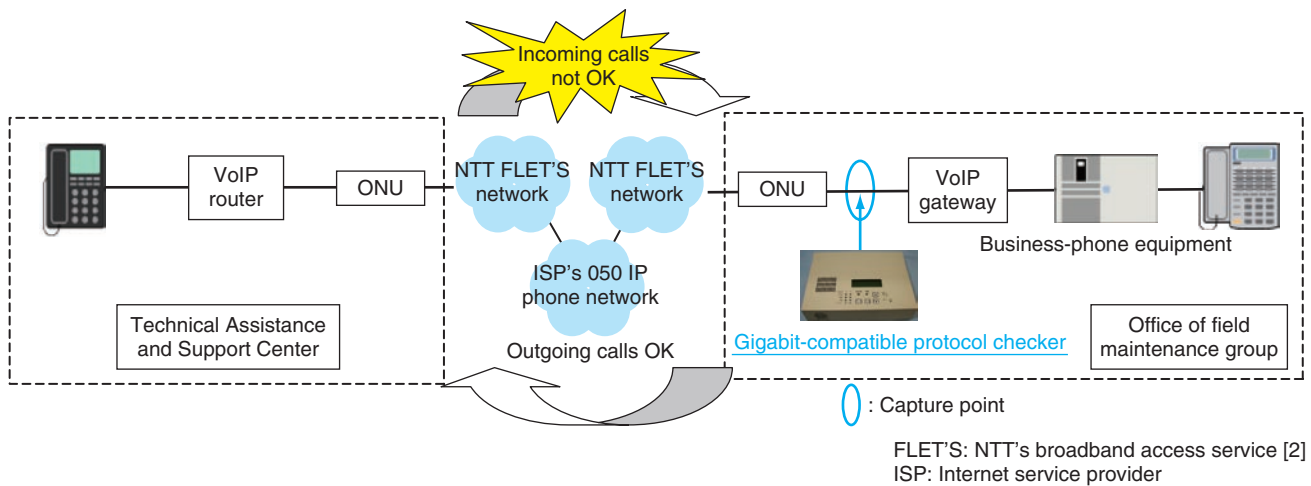 Incoming calls
not OK
VoIP
router
ONU
NTT FLET'S
network
NTT FLET'S
network
ONU
VoIP
gateway
Business-phone equipment
ISP's 050 IP
phone network
Outgoing calls OK
Technical Assistance
and Support Center
Gigabit-compatible protocol checker
Office of field
maintenance group
: Capture point
FLET'S: NTT's broadband access service [2]
ISP: Internet service provider